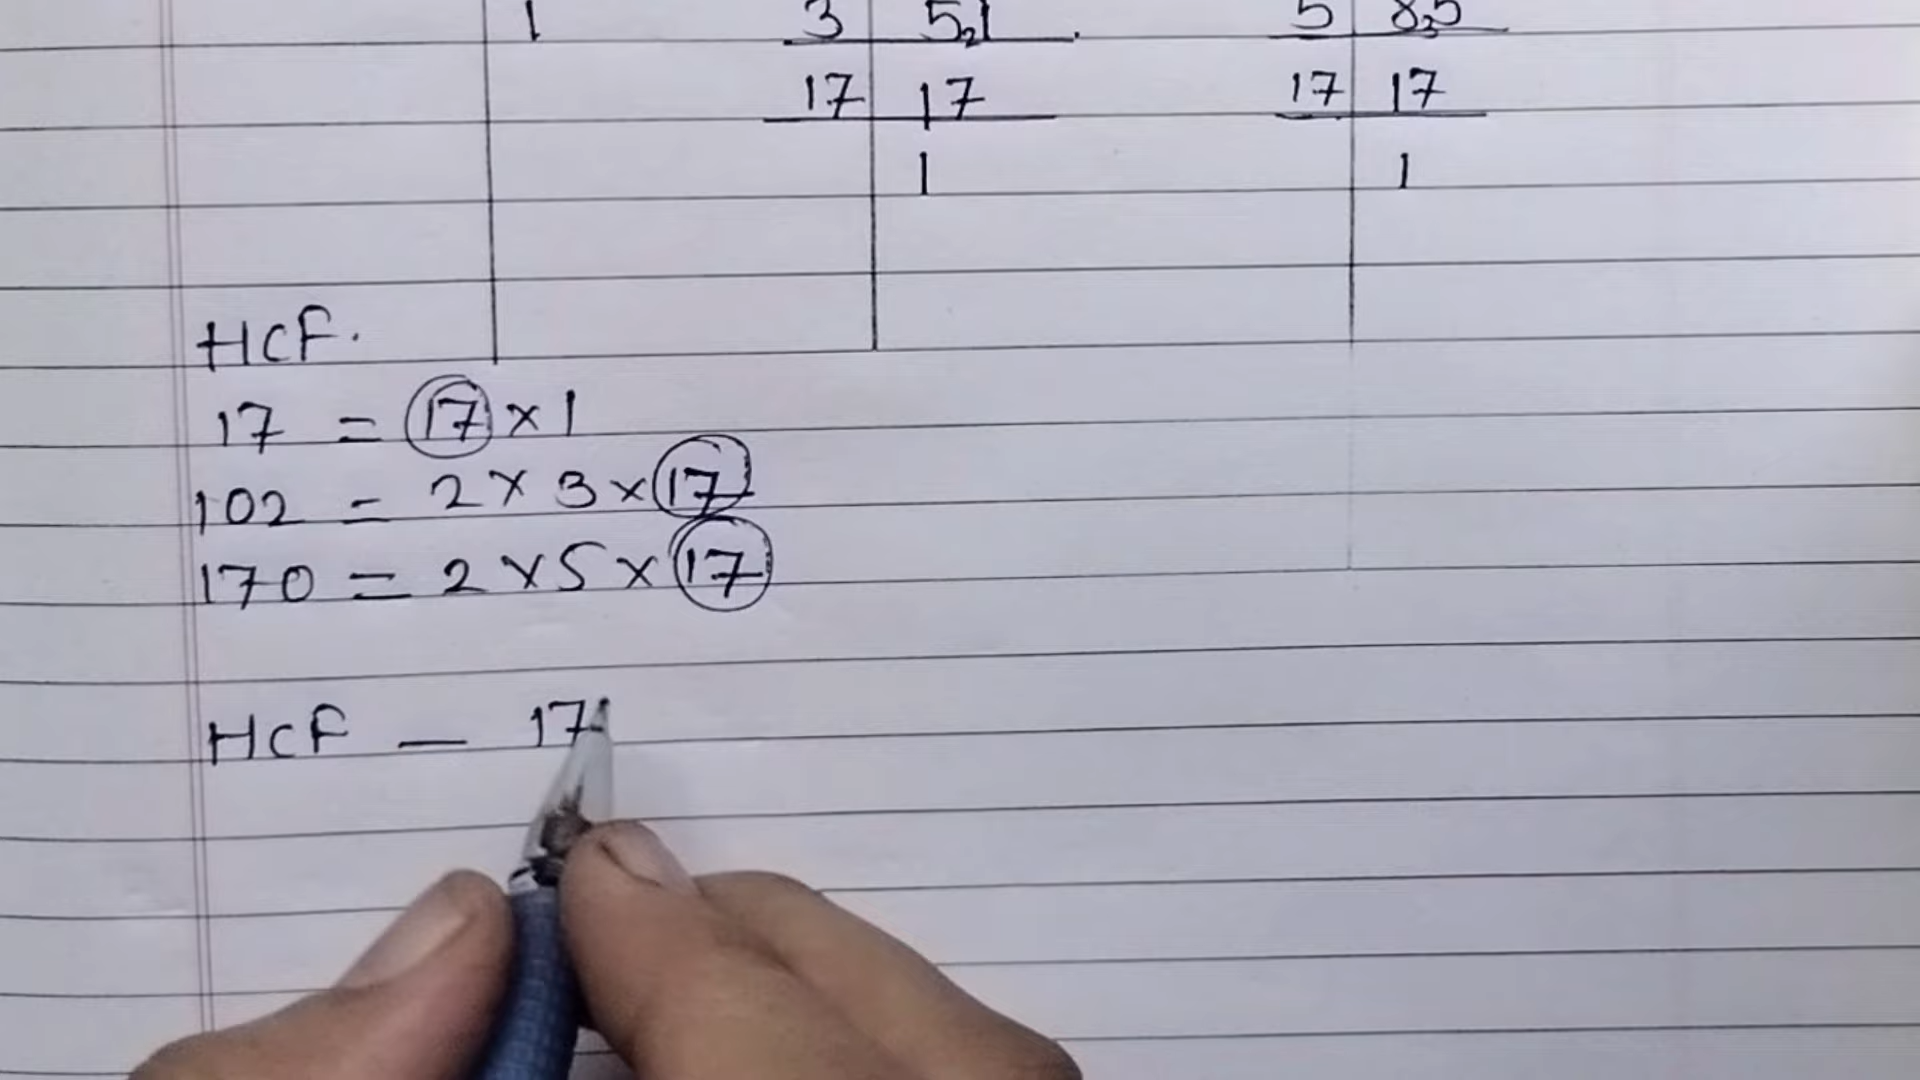 1 3 51 5 85
17 17 17 17
1 1
HCF.
17 = 17 × 1
102 = 2 × 3 × 17
170 = 2 × 5 × 17
HCF — 17